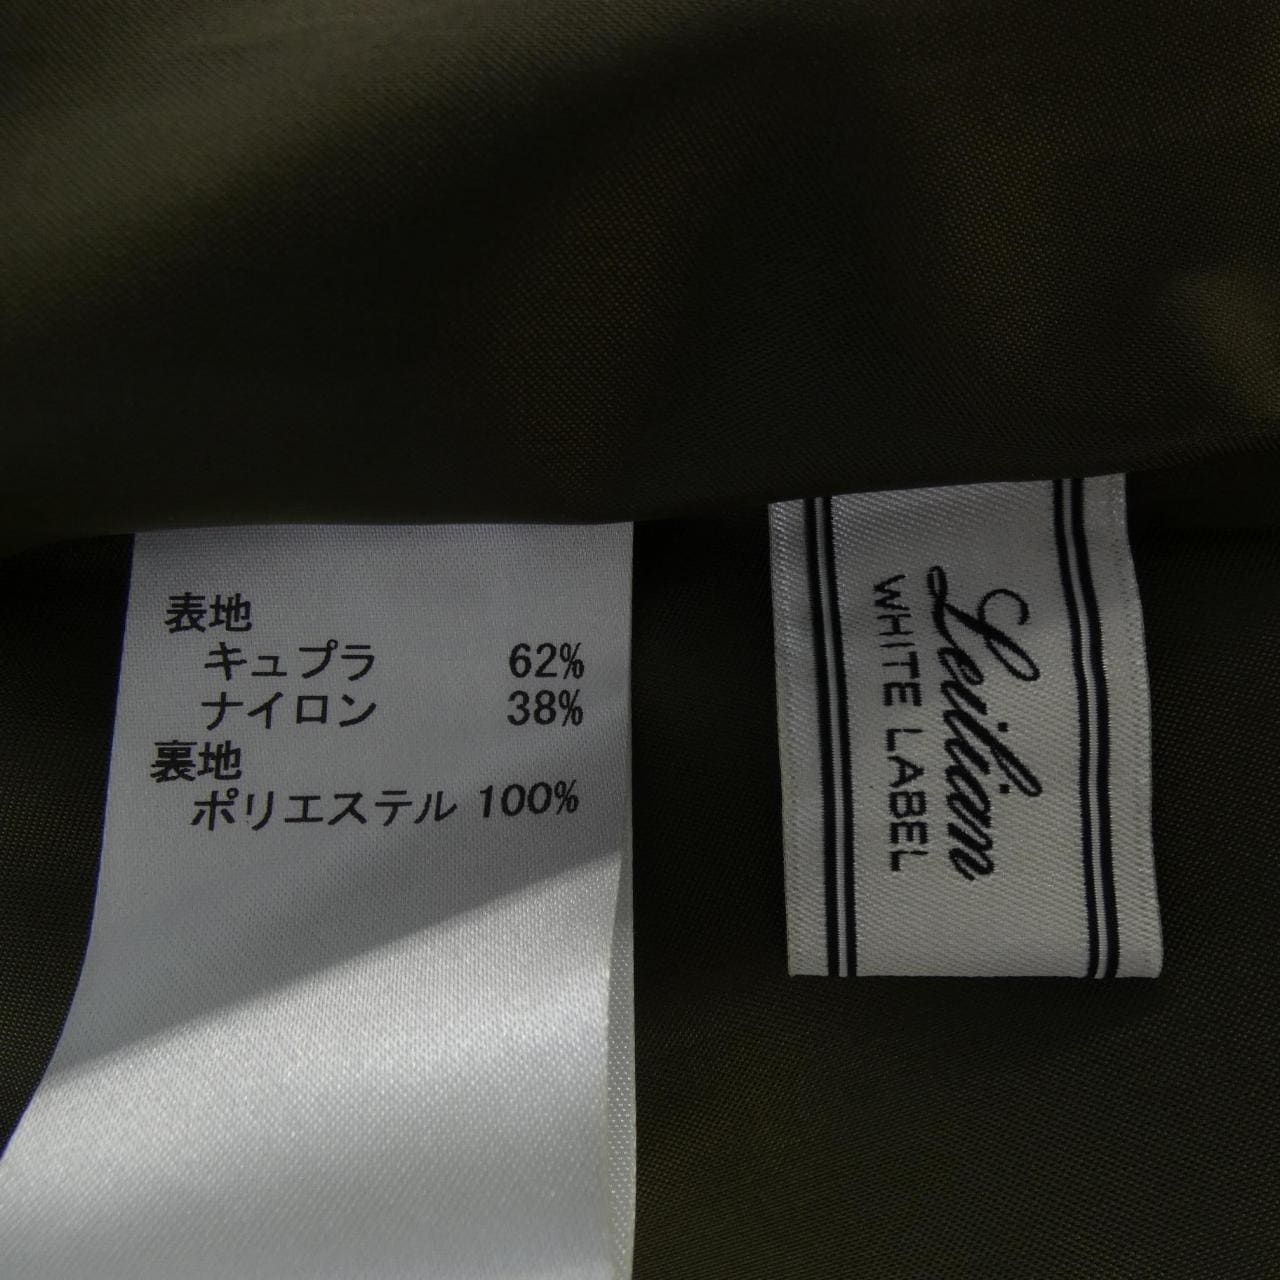 表地
キュプラ 62%
ナイロン 38%
裏地
ポリエステル 100%
Leilian
WHITE LABEL